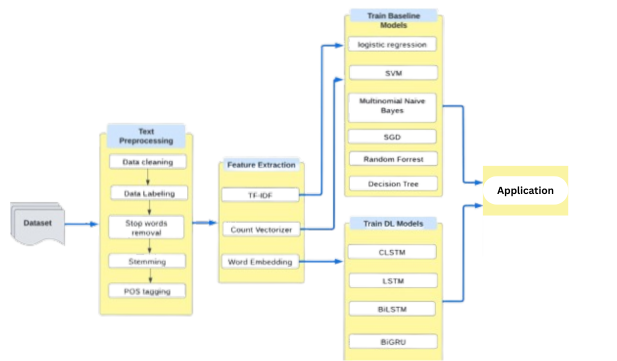 Dataset
Text
Preprocessing
Data cleaning
Data Labeling
Stop words
removal
Stemming
POS tagging
Feature Extraction
TF-IDF
Count Vectorizer
Word Embedding
Train Baseline
Models
logistic regression
SVM
Multinomial Naive
Bayes
SGD
Random Forrest
Decision Tree
Train DL Models
CLSTM
LSTM
BiLSTM
BiGRU
Application